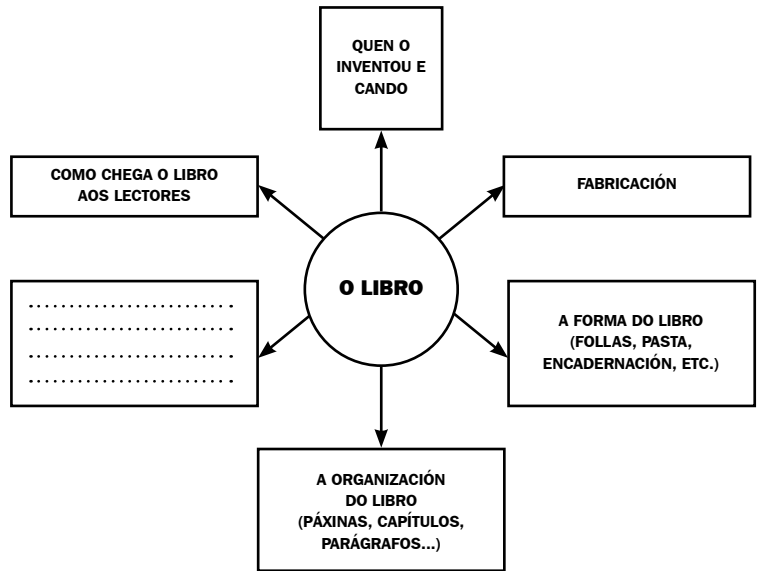 QUEN O
INVENTOU E
CANDO
COMO CHEGA O LIBRO
AOS LECTORES
FABRICACIÓN
O LIBRO
A FORMA DO LIBRO
(FOLLAS, PASTA,
ENCADERNACIÓN, ETC.)
A ORGANIZACIÓN
DO LIBRO
(PÁXINAS, CAPÍTULOS,
PARÁGRAFOS...)